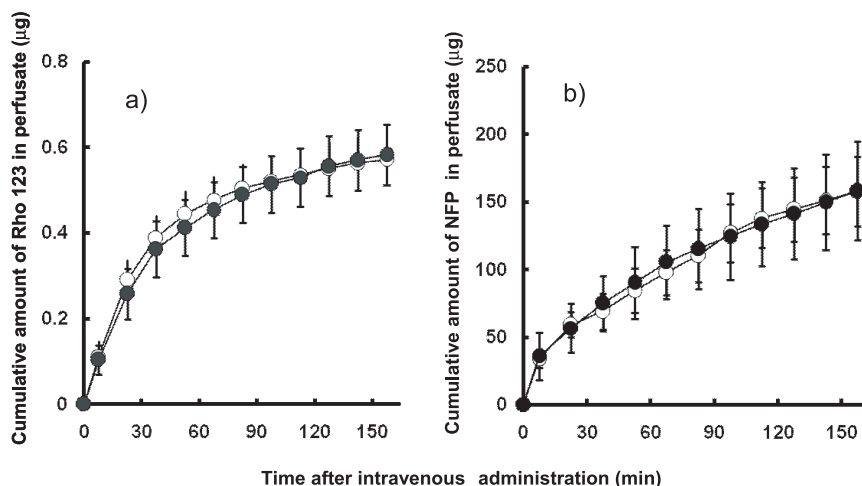 Cumulative amount of Rho 123 in perfusate (µg)
0.8
0.6
0.4
0.2
0
a)
0 30 60 90 120 150
Cumulative amount of NFP in perfusate (µg)
250
200
150
100
50
0
b)
0 30 60 90 120 150
Time after intravenous administration (min)